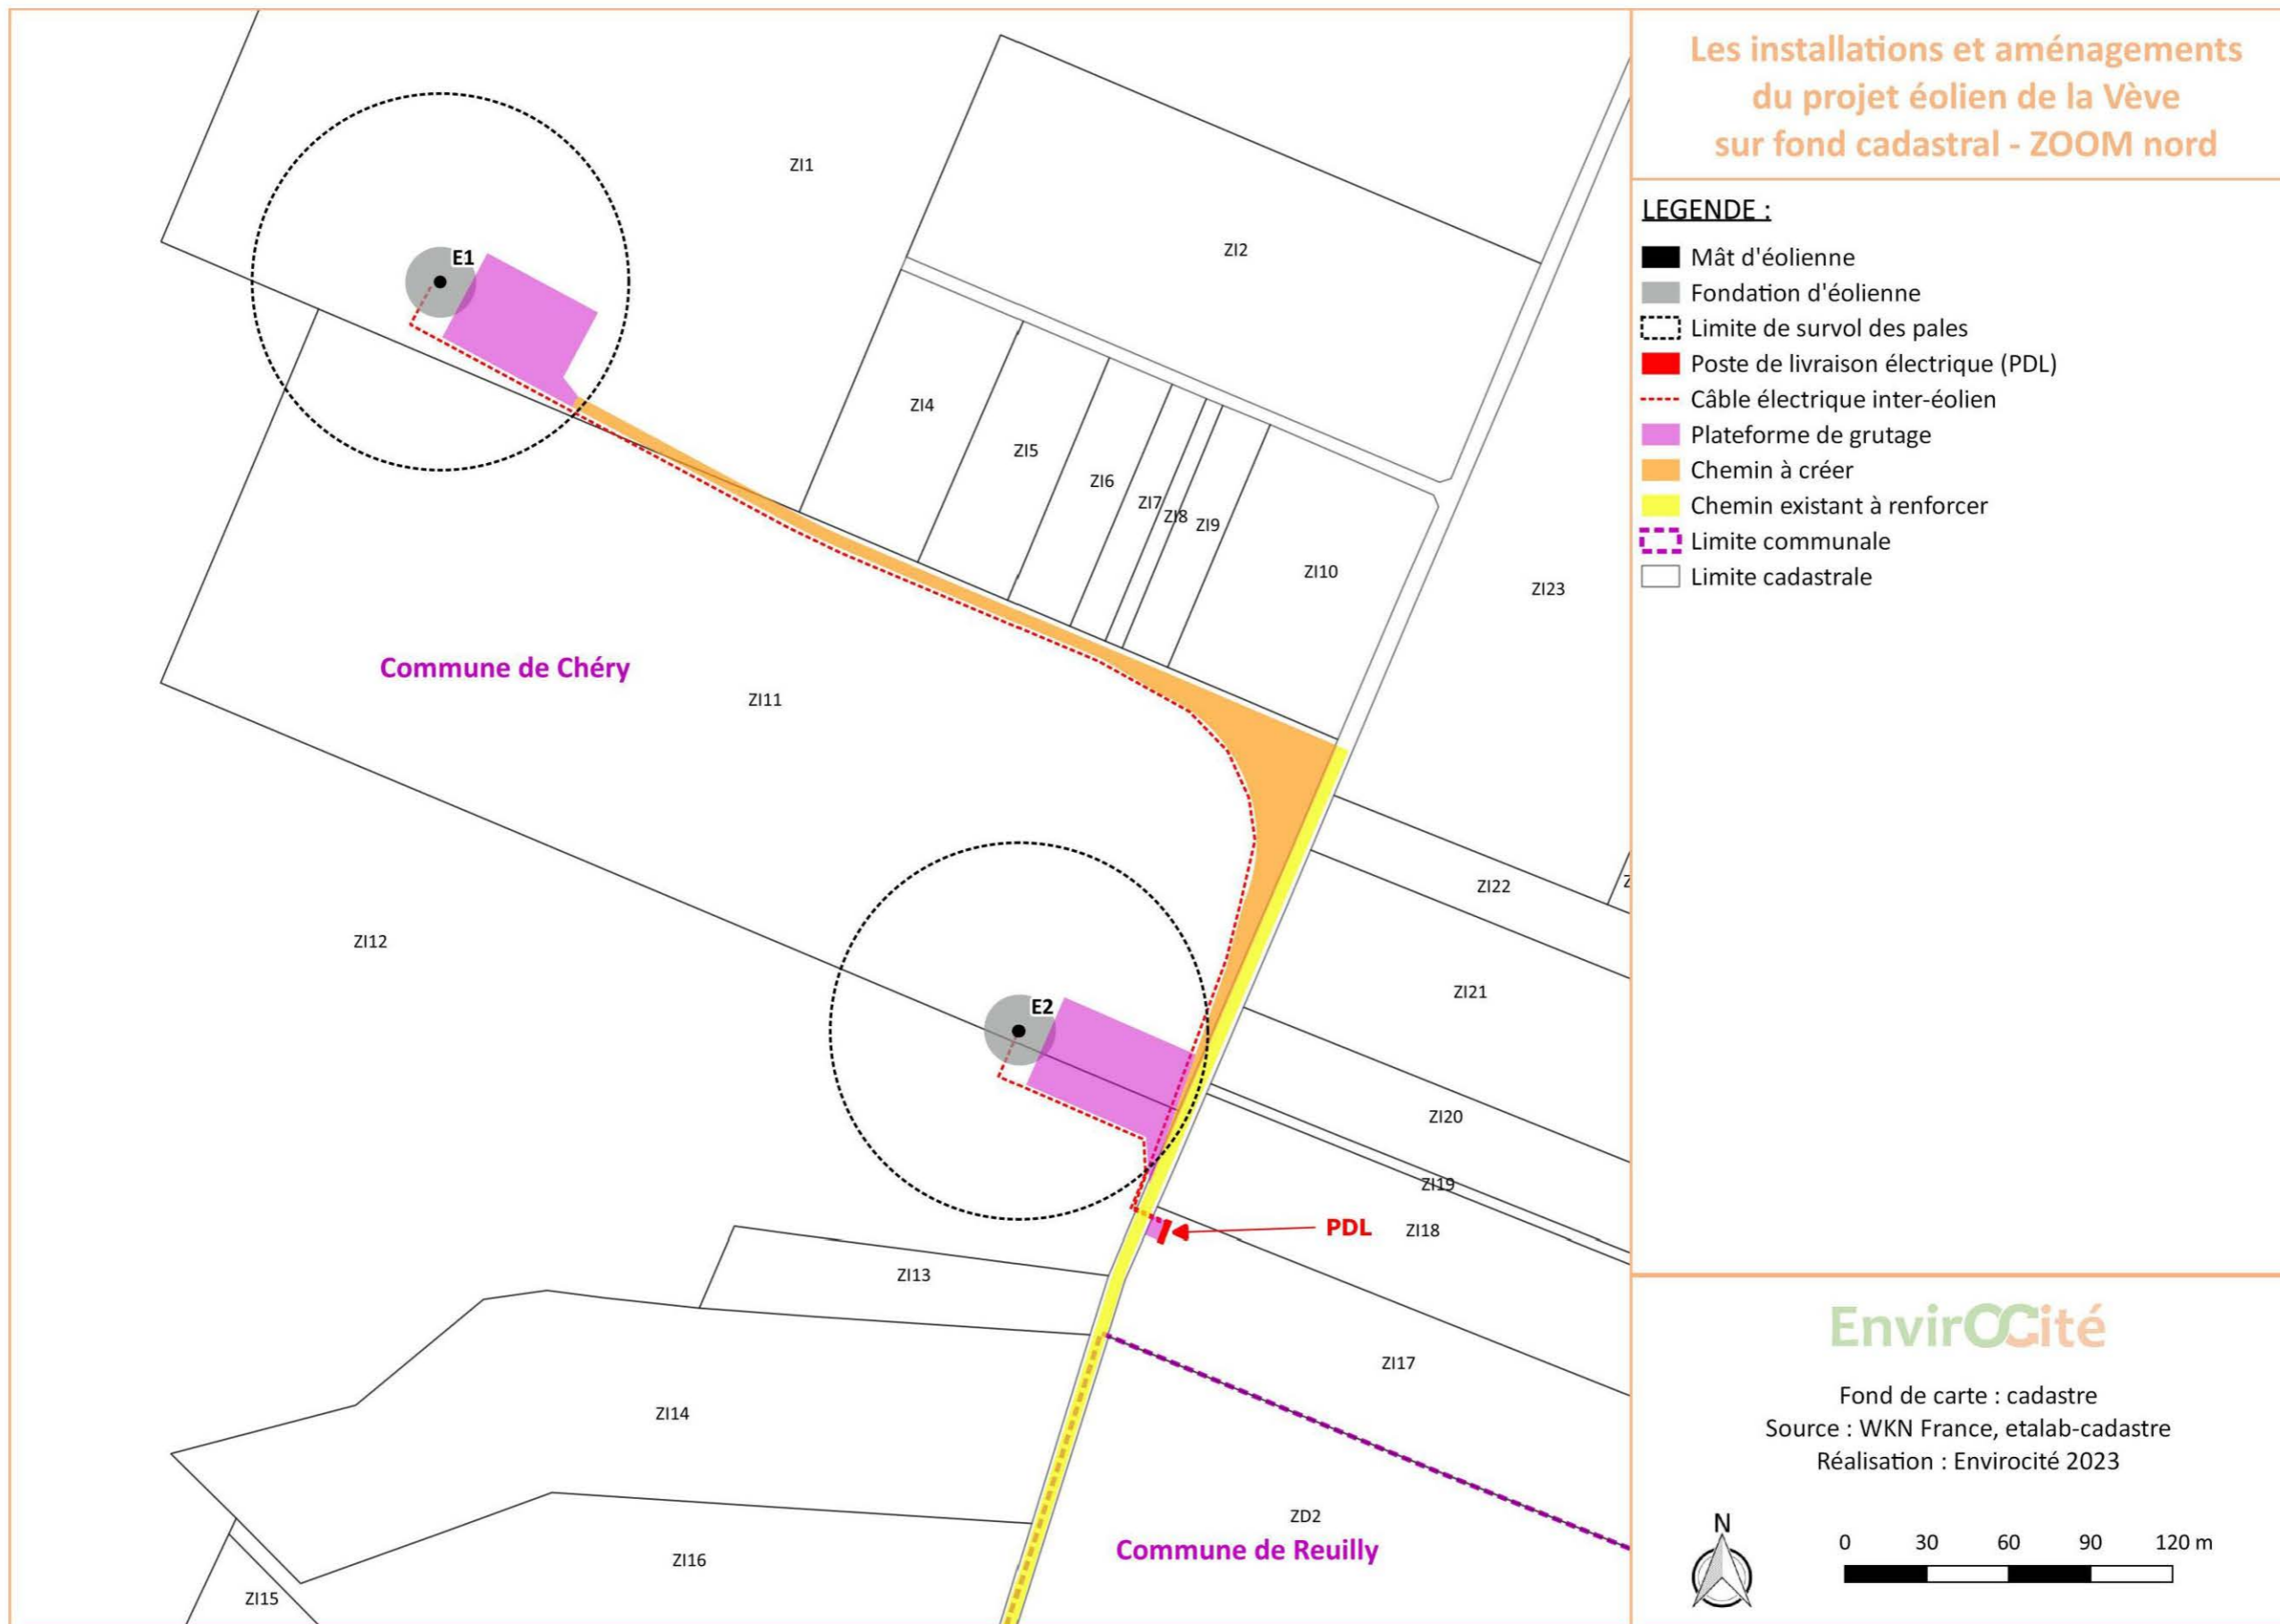 Les installations et aménagements
du projet éolien de la Vève
sur fond cadastral - ZOOM nord
LEGENDE :
Mât d'éolienne
Fondation d'éolienne
Limite de survol des pales
Poste de livraison électrique (PDL)
Câble électrique inter-éolien
Plateforme de grutage
Chemin à créer
Chemin existant à renforcer
Limite communale
Limite cadastrale
ZI1
E1
ZI2
ZI4
ZI5
ZI6
ZI7
ZI8
ZI9
ZI10
ZI23
Commune de Chéry
ZI11
ZI22
ZI12
ZI21
E2
ZI20
ZI19
PDL
ZI18
ZI13
ZI17
ZI14
ZD2
Commune de Reuilly
ZI16
ZI15
EnvirOCité
Fond de carte : cadastre
Source : WKN France, etalab-cadastre
Réalisation : Envirocité 2023
N
0 30 60 90 120 m